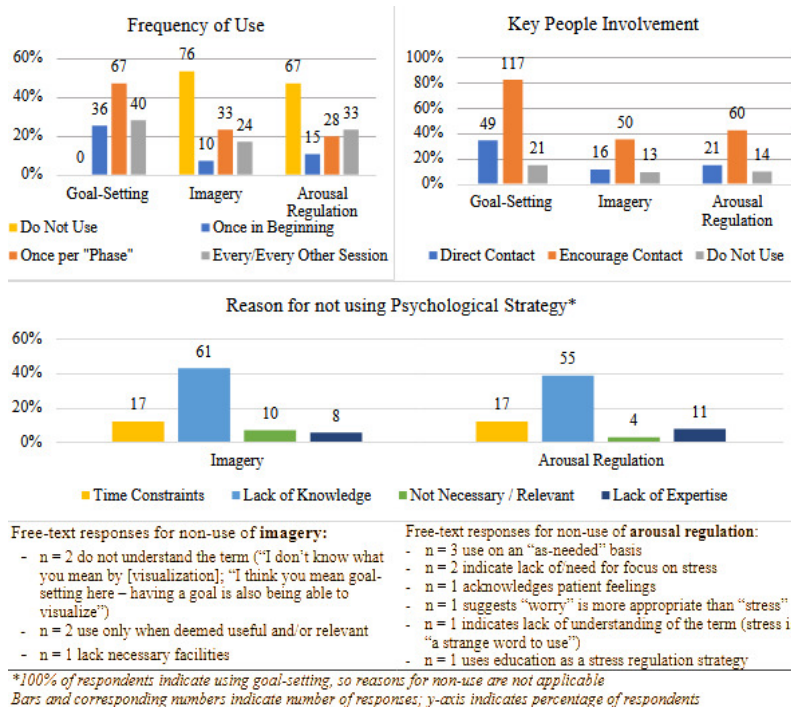 Frequency of Use
60%
40%
20%
0%
0
36
67
40
76
10
33
24
67
15
28
33
Goal-Setting
Imagery
Arousal
Regulation
Do Not Use
Once in Beginning
Once per "Phase"
Every/Every Other Session
Key People Involvement
100%
80%
60%
40%
20%
0%
49
117
21
16
50
13
21
60
14
Goal-Setting
Imagery
Arousal
Regulation
Direct Contact
Encourage Contact
Do Not Use
Reason for not using Psychological Strategy*
60%
40%
20%
0%
17
61
10
8
17
55
4
11
Imagery
Arousal Regulation
Time Constraints
Lack of Knowledge
Not Necessary / Relevant
Lack of Expertise
Free-text responses for non-use of imagery:
- n = 2 do not understand the term (“I don’t know what
you mean by [visualization]; “I think you mean goal-
setting here – having a goal is also being able to
visualize”)
- n = 2 use only when deemed useful and/or relevant
- n = 1 lack necessary facilities
Free-text responses for non-use of arousal regulation:
- n = 3 use on an “as-needed” basis
- n = 2 indicate lack of/need for focus on stress
- n = 1 acknowledges patient feelings
- n = 1 suggests “worry” is more appropriate than “stress”
- n = 1 indicates lack of understanding of the term (stress is
“a strange word to use”)
- n = 1 uses education as a stress regulation strategy
*100% of respondents indicate using goal-setting, so reasons for non-use are not applicable
Bars and corresponding numbers indicate number of responses; y-axis indicates percentage of respondents